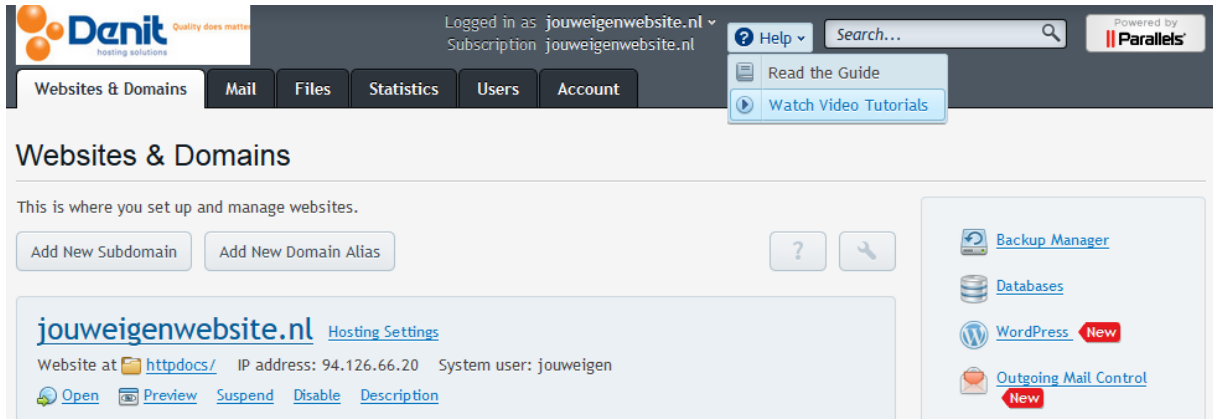 Denit Quality does matter
hosting solutions
Logged in as jouweigenwebsite.nl
Subscription jouweigenwebsite.nl
Help
Search...
Powered by
Parallels
Read the Guide
Watch Video Tutorials
Websites & Domains Mail Files Statistics Users Account
Websites & Domains
This is where you set up and manage websites.
Add New Subdomain Add New Domain Alias ?
jouweigenwebsite.nl Hosting Settings
Website at httpdocs/ IP address: 94.126.66.20 System user: jouweigen
Open Preview Suspend Disable Description
Backup Manager
Databases
WordPress New
Outgoing Mail Control
New